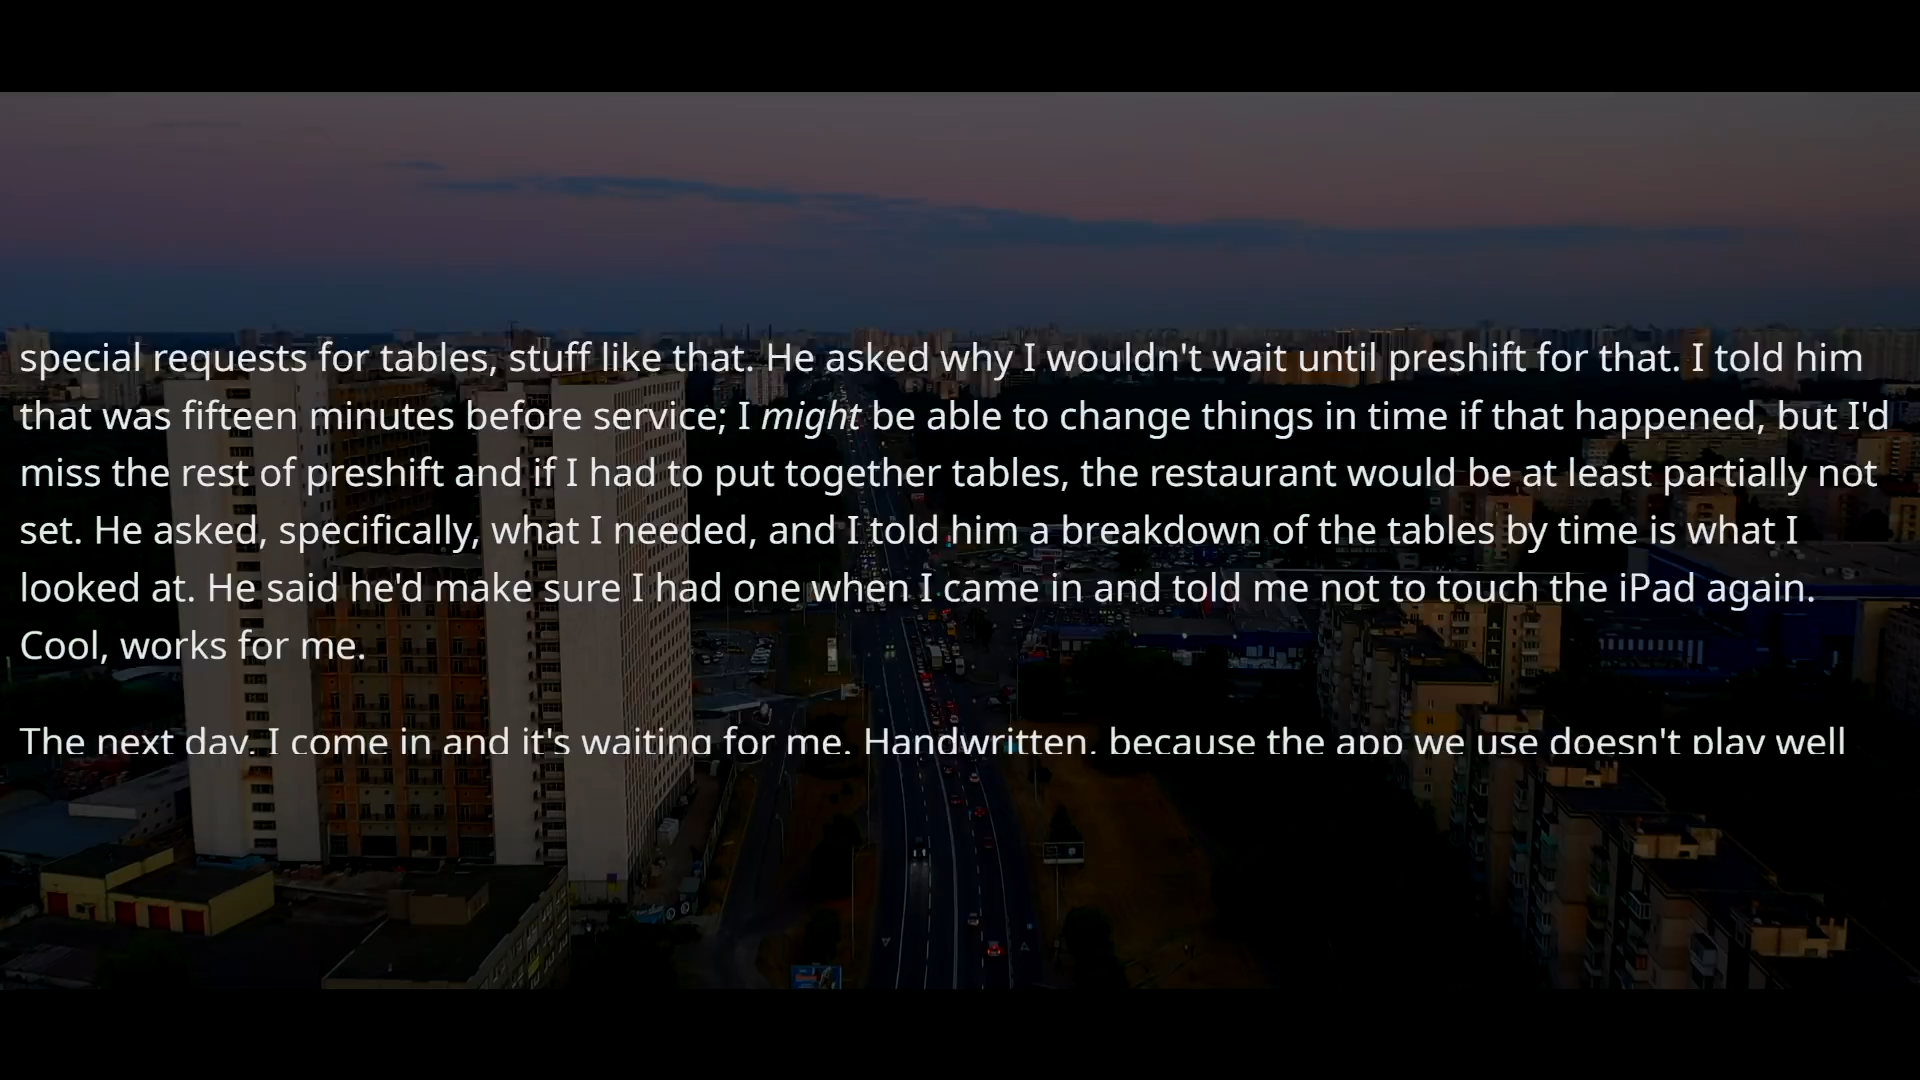 special requests for tables, stuff like that. He asked why I wouldn't wait until preshift for that. I told him
that was fifteen minutes before service; I might be able to change things in time if that happened, but I'd
miss the rest of preshift and if I had to put together tables, the restaurant would be at least partially not
set. He asked, specifically, what I needed, and I told him a breakdown of the tables by time is what I
looked at. He said he'd make sure I had one when I came in and told me not to touch the iPad again.
Cool, works for me.
The next day, I come in and it's waiting for me. Handwritten, because the app we use doesn't play well